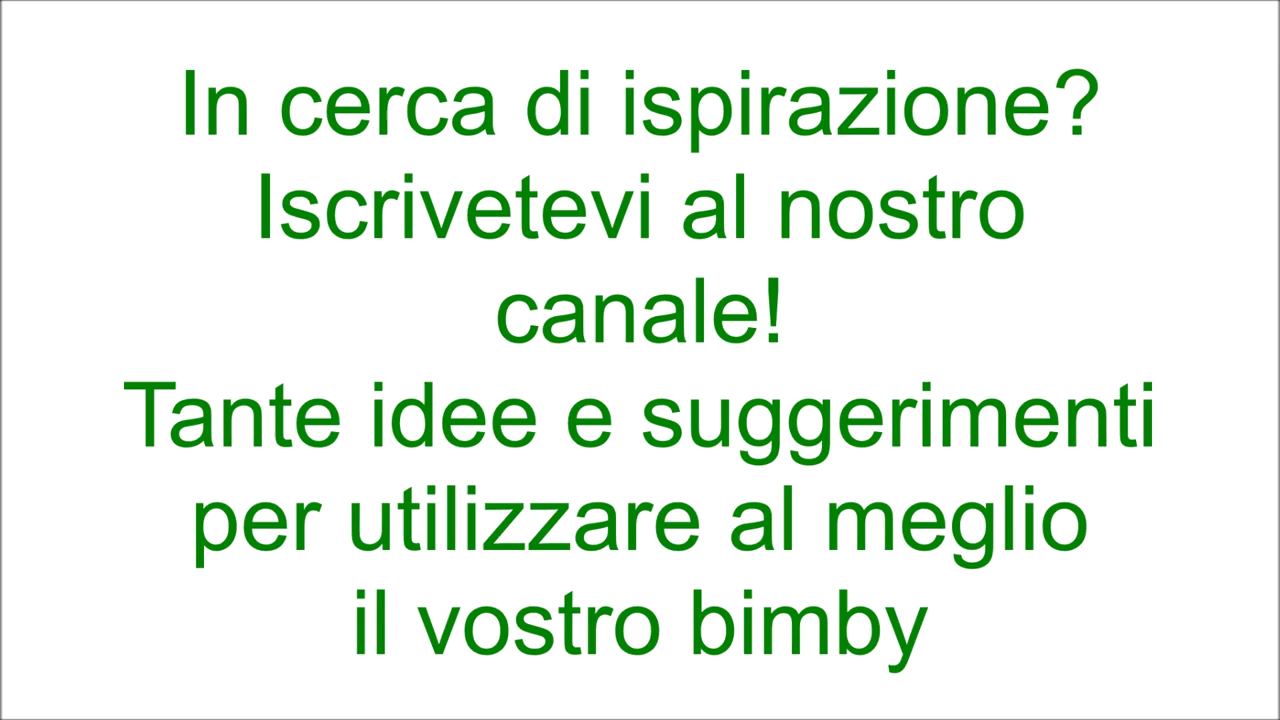 In cerca di ispirazione?
Iscrivetevi al nostro
canale!
Tante idee e suggerimenti
per utilizzare al meglio
il vostro bimby